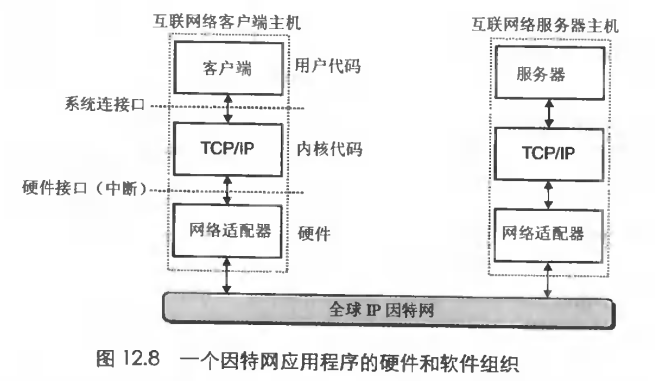 互联网络客户端主机
互联网络服务器主机
客户端
用户代码
服务器
系统连接口
TCP/IP
内核代码
TCP/IP
硬件接口（中断）
网络适配器
硬件
网络适配器
全球 IP 因特网
图 12.8 一个因特网应用程序的硬件和软件组织